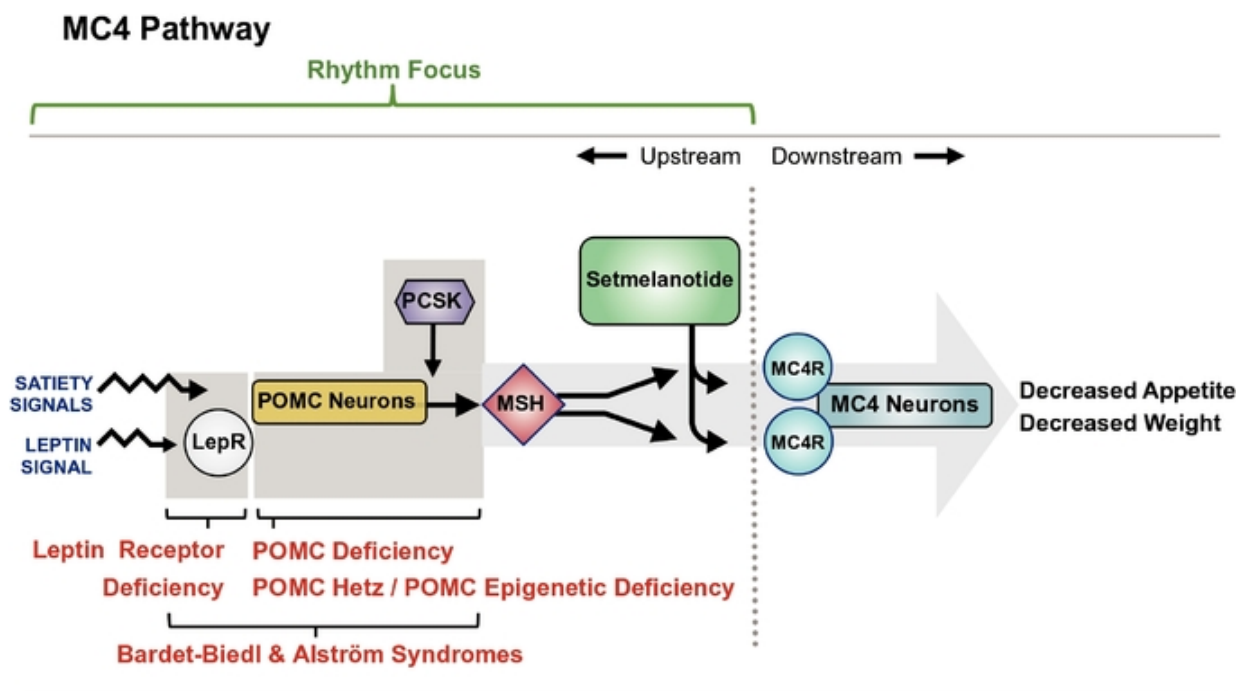 MC4 Pathway
Rhythm Focus
Upstream
Downstream
Setmelanotide
PCSK
SATIETY
SIGNALS
LEPTIN
SIGNAL
LepR
POMC Neurons
MSH
MC4R
MC4R
MC4 Neurons
Decreased Appetite
Decreased Weight
Leptin Receptor
Deficiency
POMC Deficiency
POMC Hetz / POMC Epigenetic Deficiency
Bardet-Biedl & Alström Syndromes